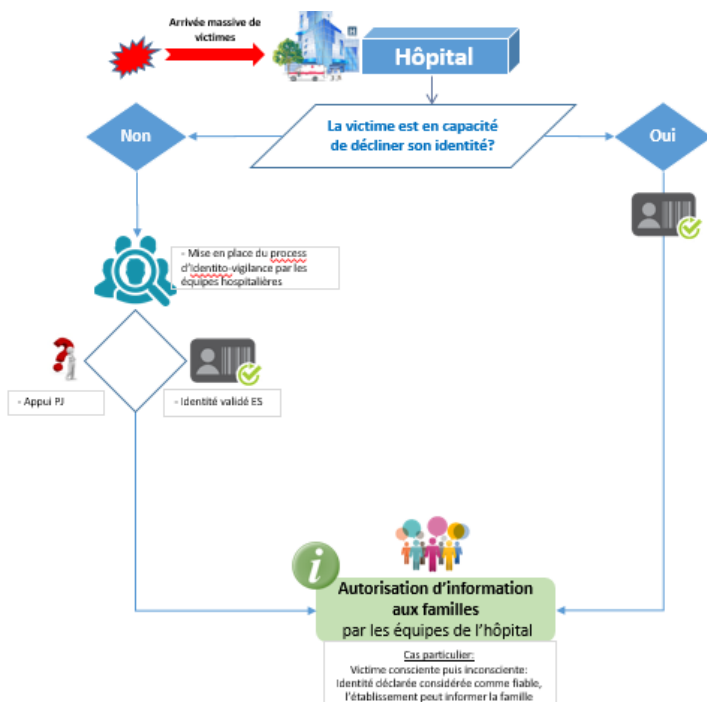 Arrivée massive de
victimes
H
Hôpital
La victime est en capacité
de décliner son identité?
Non
Oui
- Mise en place du process
d'identito-vigilance par les
équipes hospitalières
- Appui PJ
- Identité validé ES
i
Autorisation d'information
aux familles
par les équipes de l'hôpital
Cas particulier:
Victime consciente puis inconsciente:
Identité déclarée considérée comme fiable,
l'établissement peut informer la famille